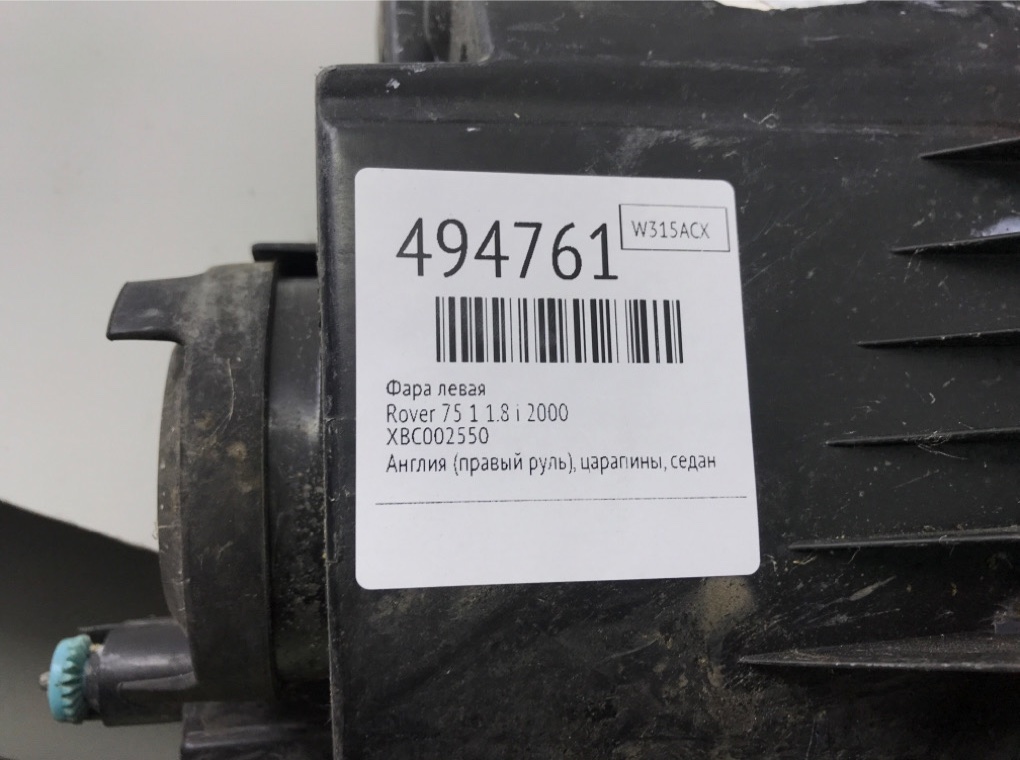 494761
W315ACX
Фара левая
Rover 75 1 1.8 i 2000
XBC002550
Англия (правый руль), царапины, седан